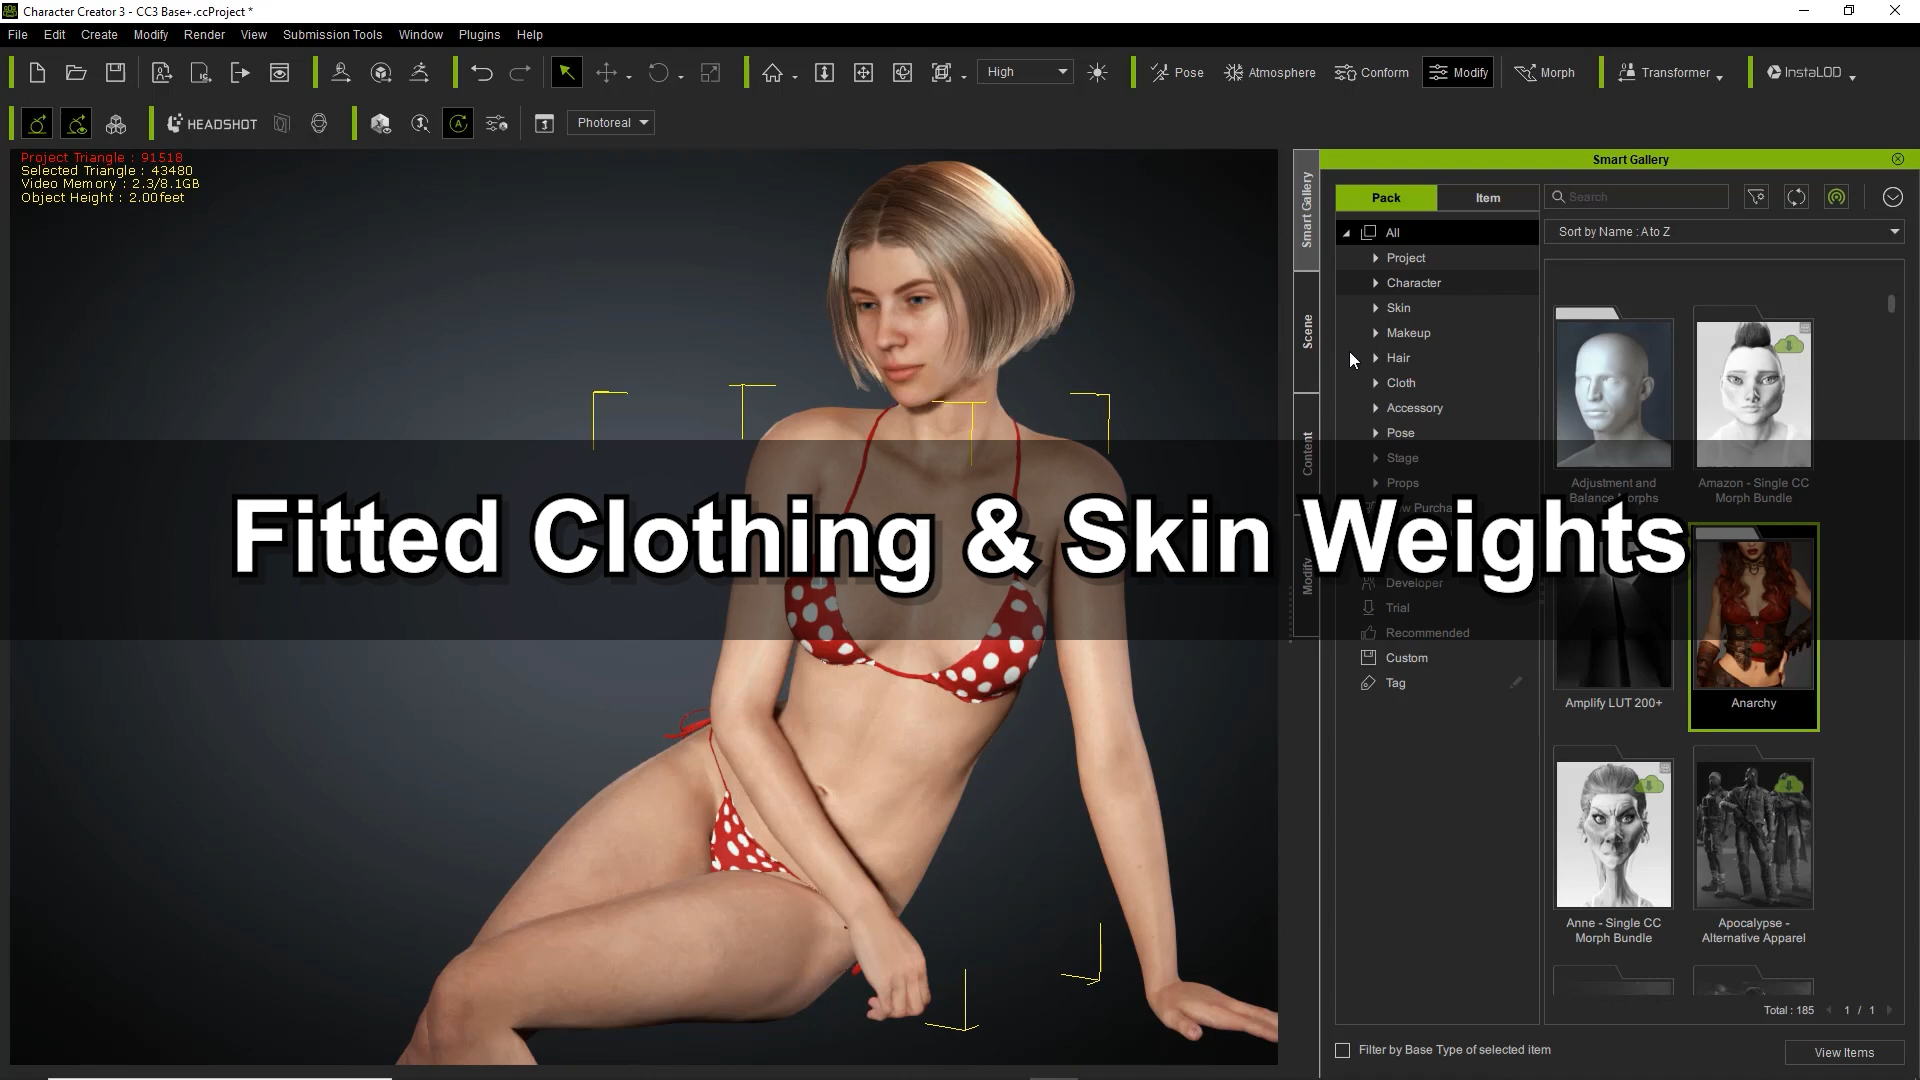 Character Creator 3 - CC3 Base+.ccProject *
File Edit Create Modify Render View Submission Tools Window Plugins Help
High Pose Atmosphere Conform Modify Morph Transformer InstaLOD
HEADSHOT Photoreal
Project Triangle : 91518
Selected Triangle : 43480
Video Memory : 2.3/8.1GB
Object Height : 2.00feet
Smart Gallery
Smart Gallery
Scene
Content
Modify
Pack Item Search
Sort by Name : A to Z
All
Project
Character
Skin
Makeup
Hair
Cloth
Accessory
Pose
Stage
Props
Developer
Trial
Recommended
Custom
Tag
Fitted Clothing & Skin Weights
Adjustment and
Balance Morphs
Amazon - Single CC
Morph Bundle
Amplify LUT 200+
Anarchy
Anne - Single CC
Morph Bundle
Apocalypse -
Alternative Apparel
Total : 185 1 / 1
Filter by Base Type of selected item
View Items